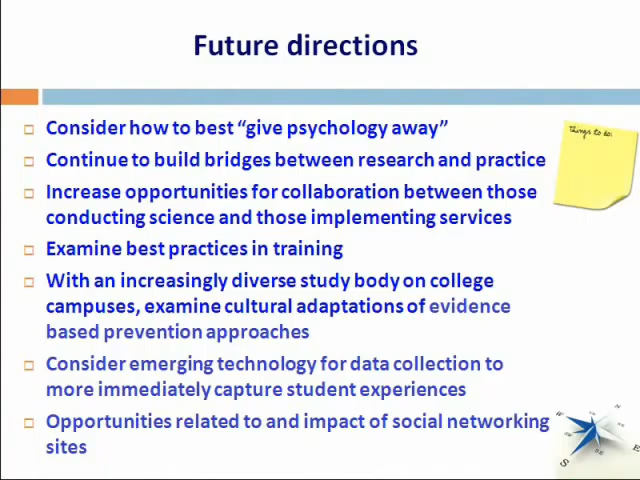 Future directions
Consider how to best “give psychology away”
things to do:
Continue to build bridges between research and practice
Increase opportunities for collaboration between those
conducting science and those implementing services
Examine best practices in training
With an increasingly diverse study body on college
campuses, examine cultural adaptations of evidence
based prevention approaches
Consider emerging technology for data collection to
more immediately capture student experiences
Opportunities related to and impact of social networking
sites
W
N
S
E